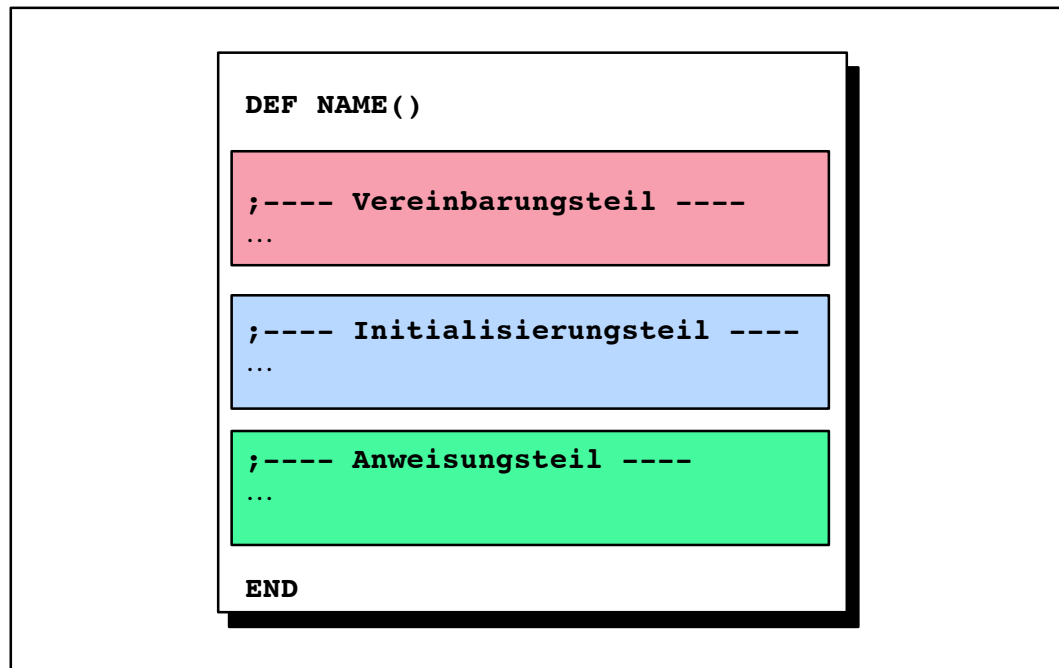 DEF NAME()
;---- Vereinbarungsteil ----
...
;---- Initialisierungsteil ----
...
;---- Anweisungsteil ----
...
END